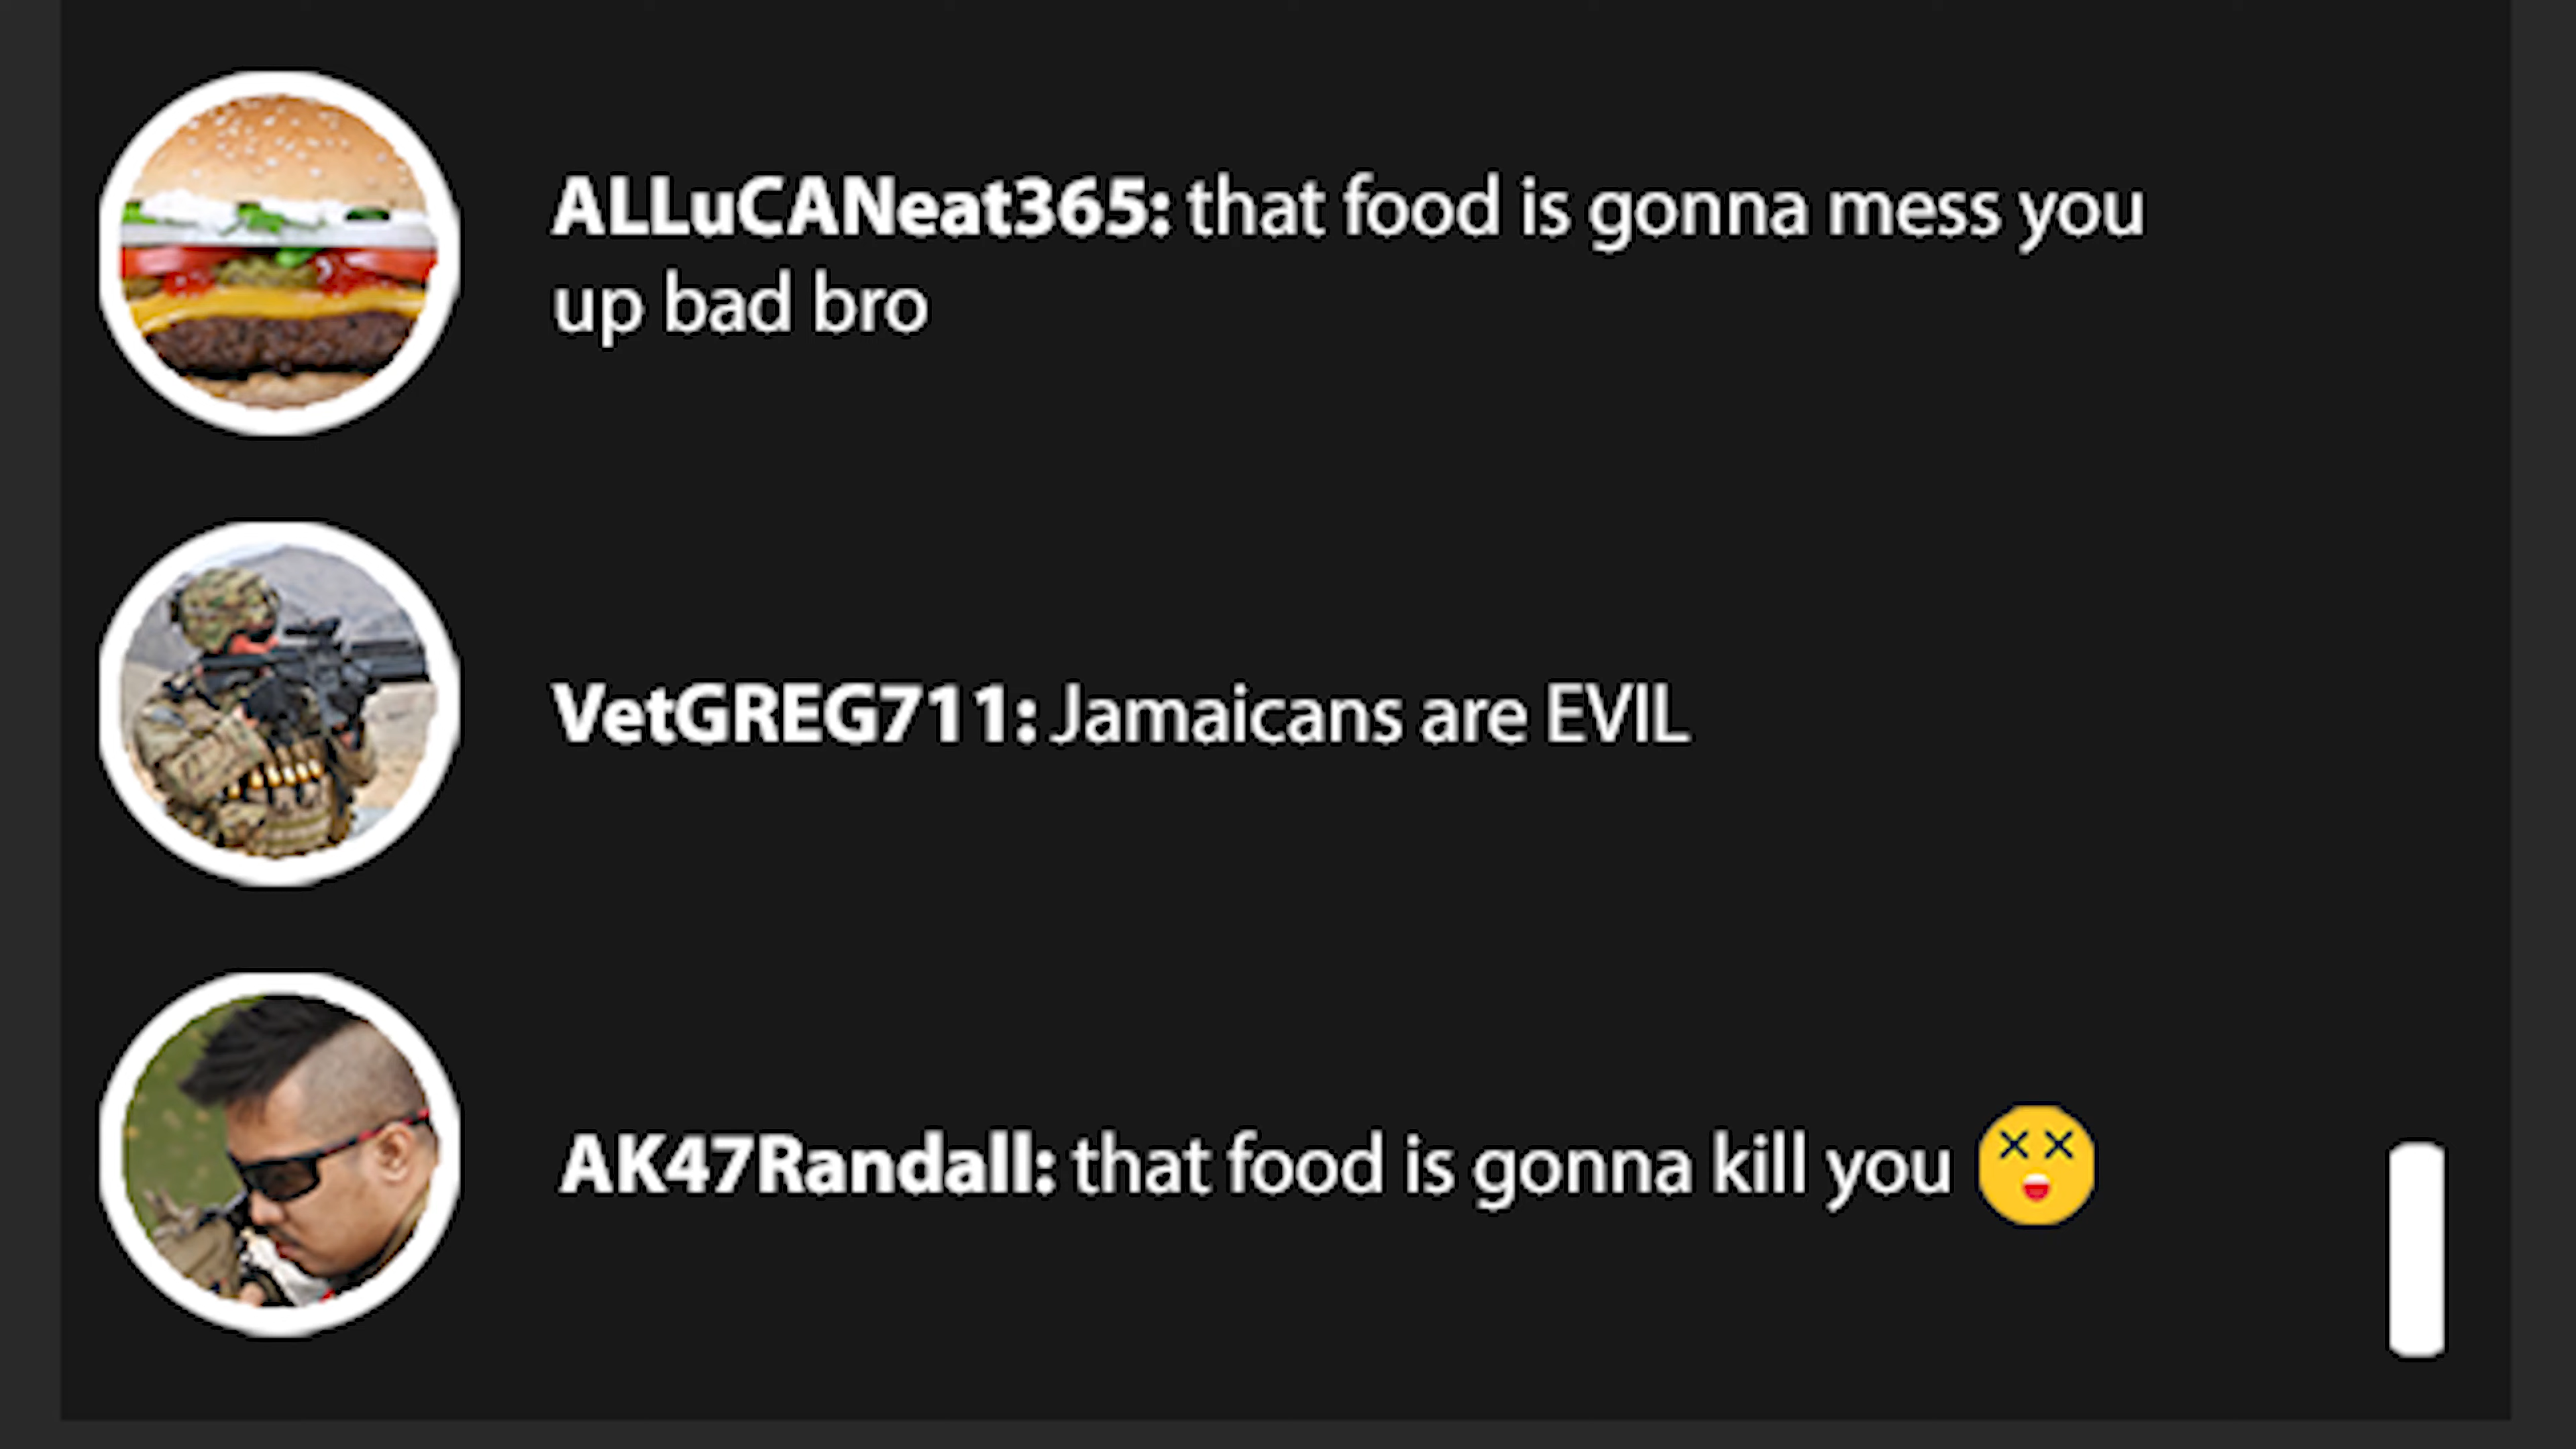 ALLuCANeat365: that food is gonna mess you
up bad bro
VetGREG711: Jamaicans are EVIL
AK47Randall: that food is gonna kill you 😵